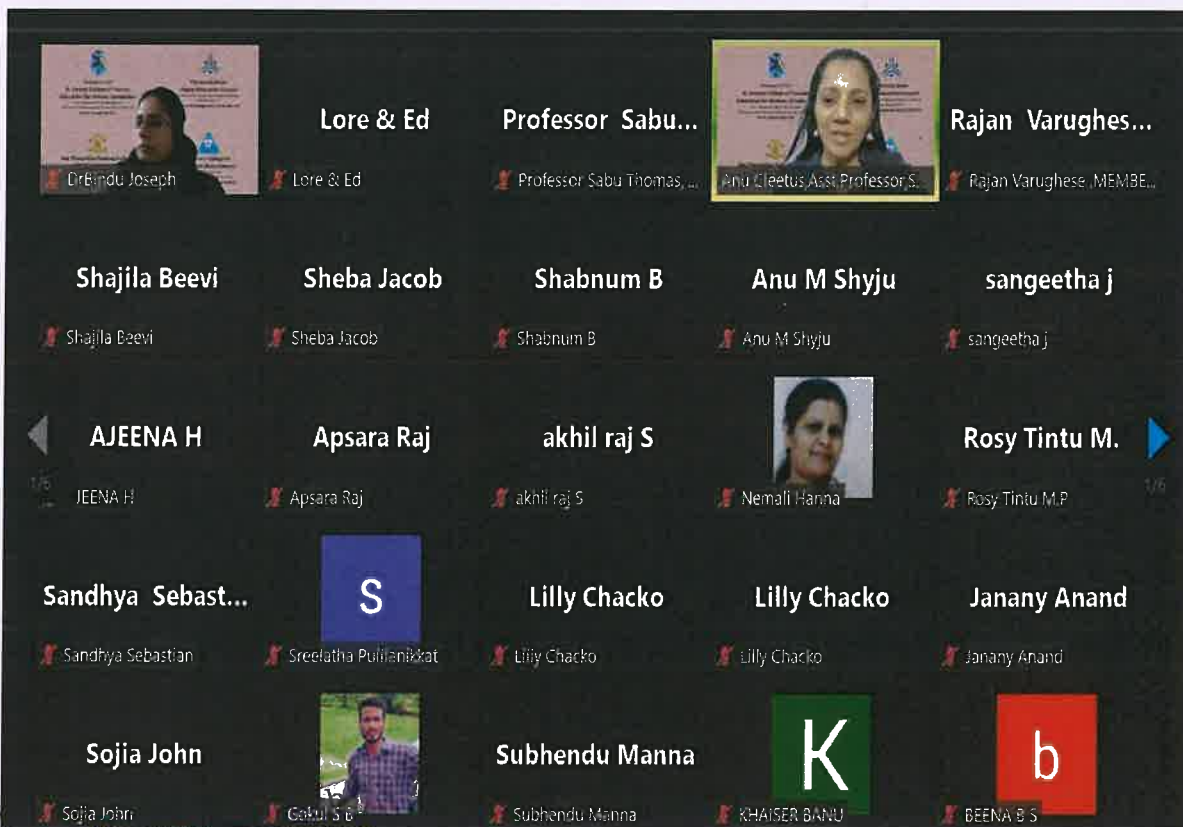 DrBindu Joseph
Lore & Ed
Lore & Ed
Professor Sabu...
Professor Sabu Thomas, ...
Anu Cleetus Asst Professor S.
Rajan Varughes...
Rajan Varughese ,MEMBE...
Shajila Beevi
Shajila Beevi
Sheba Jacob
Sheba Jacob
Shabnum B
Shabnum B
Anu M Shyju
Anu M Shyju
sangeetha j
sangeetha j
AJEENA H
JEENA H
1/6
Apsara Raj
Apsara Raj
akhil raj S
akhil raj S
Nemali Hanna
Rosy Tintu M.
Rosy Tintu M.P
1/6
Sandhya Sebast...
Sandhya Sebastian
S
Sreelatha
Lilly Chacko
Lilly Chacko
Lilly Chacko
Lilly Chacko
Janany Anand
Janany Anand
Sojia John
Sojia John
Gokul S B
Subhendu Manna
Subhendu Manna
K
KHAISER BANU
b
BEENA B S